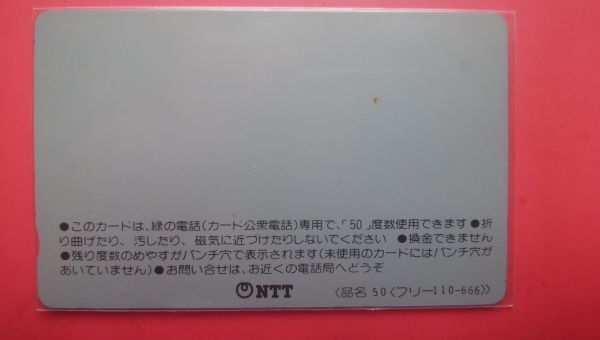 ●このカードは、緑の電話(カード公衆電話)専用で、「50」度数使用できます ●折
り曲げたり、汚したり、磁気に近づけたりしないでください ●換金できません
●残り度数のめやすがパンチ穴で表示されます(未使用のカードにはパンチ穴
があいていません)●お問い合せは、お近くの電話局へどうぞ
NTT 〈品名 50〈フリー110-666〉〉